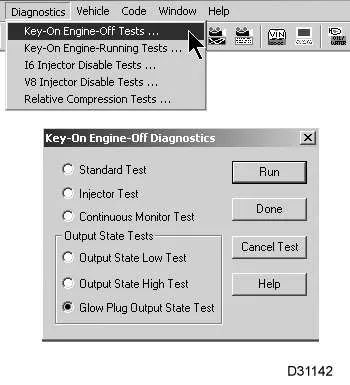 Diagnostics Vehicle Code Window Help
Key-On Engine-Off Tests ...
Key-On Engine-Running Tests ...
I6 Injector Disable Tests ...
V8 Injector Disable Tests ...
Relative Compression Tests ...
Key-On Engine-Off Diagnostics
Standard Test
Run
Injector Test
Continuous Monitor Test
Done
Output State Tests
Output State Low Test
Cancel Test
Output State High Test
Help
Glow Plug Output State Test
D31142